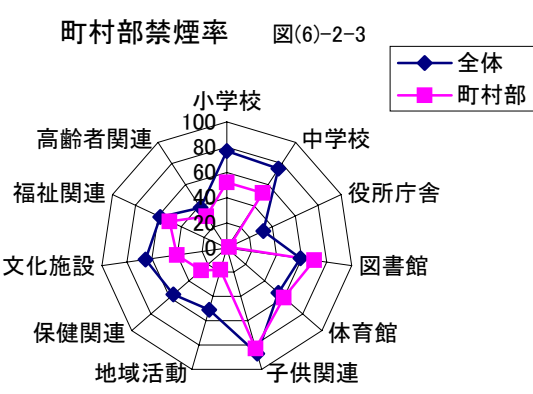 町村部禁煙率 図(6)-2-3
全体
町村部
小学校
中学校
役所庁舎
図書館
体育館
子供関連
地域活動
保健関連
文化施設
福祉関連
高齢者関連
100
80
60
40
20
0